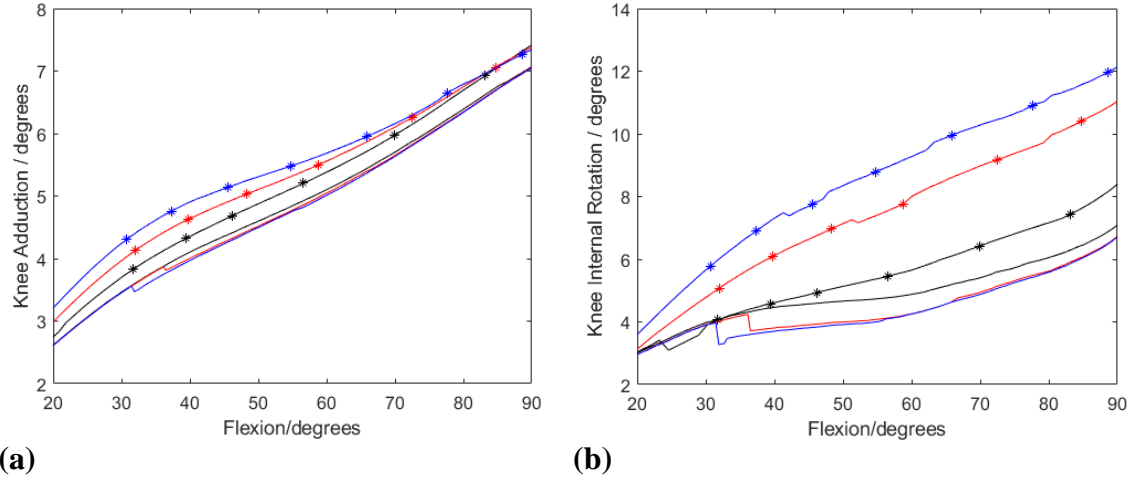 8
7
6
5
4
3
2
Knee Adduction / degrees
20 30 40 50 60 70 80 90
Flexion/degrees
(a)
14
12
10
8
6
4
2
Knee Internal Rotation / degrees
20 30 40 50 60 70 80 90
Flexion/degrees
(b)